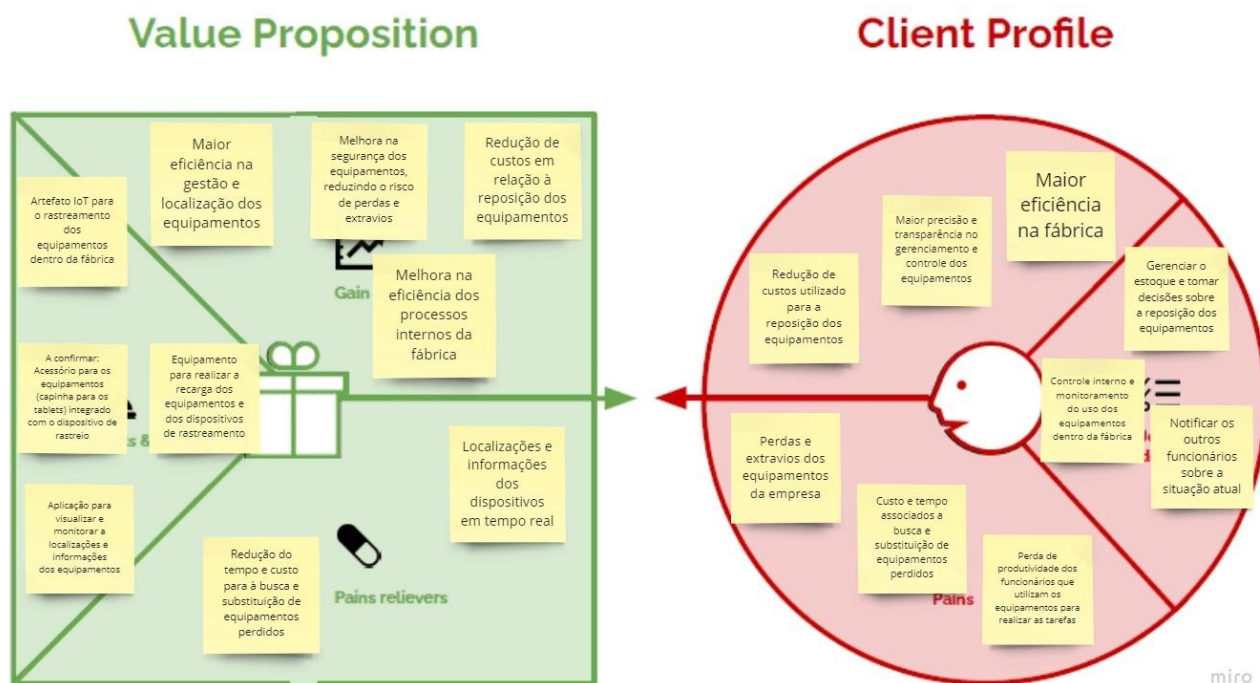 Value Proposition
Client Profile
Maior
eficiência na
gestão e
localização dos
equipamentos
Melhora na
segurança dos
equipamentos,
reduzindo o risco
de perdas e
extravios
Redução de
custos em
relação à
reposição dos
equipamentos
Artefato IoT para
o rastreamento
dos
equipamentos
dentro da fábrica
Gain
Melhora na
eficiência dos
processos
internos da
fábrica
A confirmar:
Acessório para os
equipamentos
(capinha para os
tablets) integrado
com o dispositivo de
rastreio
Equipamento
para realizar a
recarga dos
equipamentos e
dos dispositivos
de rastreamento
&
Localizações e
informações
dos
dispositivos
em tempo real
Aplicação para
visualizar e
monitorar a
localizações e
informações
dos equipamentos
Redução do
tempo e custo
para à busca e
substituição de
equipamentos
perdidos
Pains relievers
Maior
eficiência
na fábrica
Maior precisão e
transparência no
gerenciamento e
controle dos
equipamentos
Redução de
custos utilizado
para a
reposição dos
equipamentos
Gerenciar o
estoque e tomar
decisões sobre
a reposição dos
equipamentos
Controle interno e
monitoramento
do uso dos
equipamentos
dentro da fábrica
Notificar os
outros
funcionários
sobre a
situação atual
Perdas e
extravios dos
equipamentos
da empresa
Custo e tempo
associados a
busca e
substituição de
equipamentos
perdidos
Pains
Perda de
produtividade dos
funcionários que
utilizam os
equipamentos para
realizar as tarefas
miro